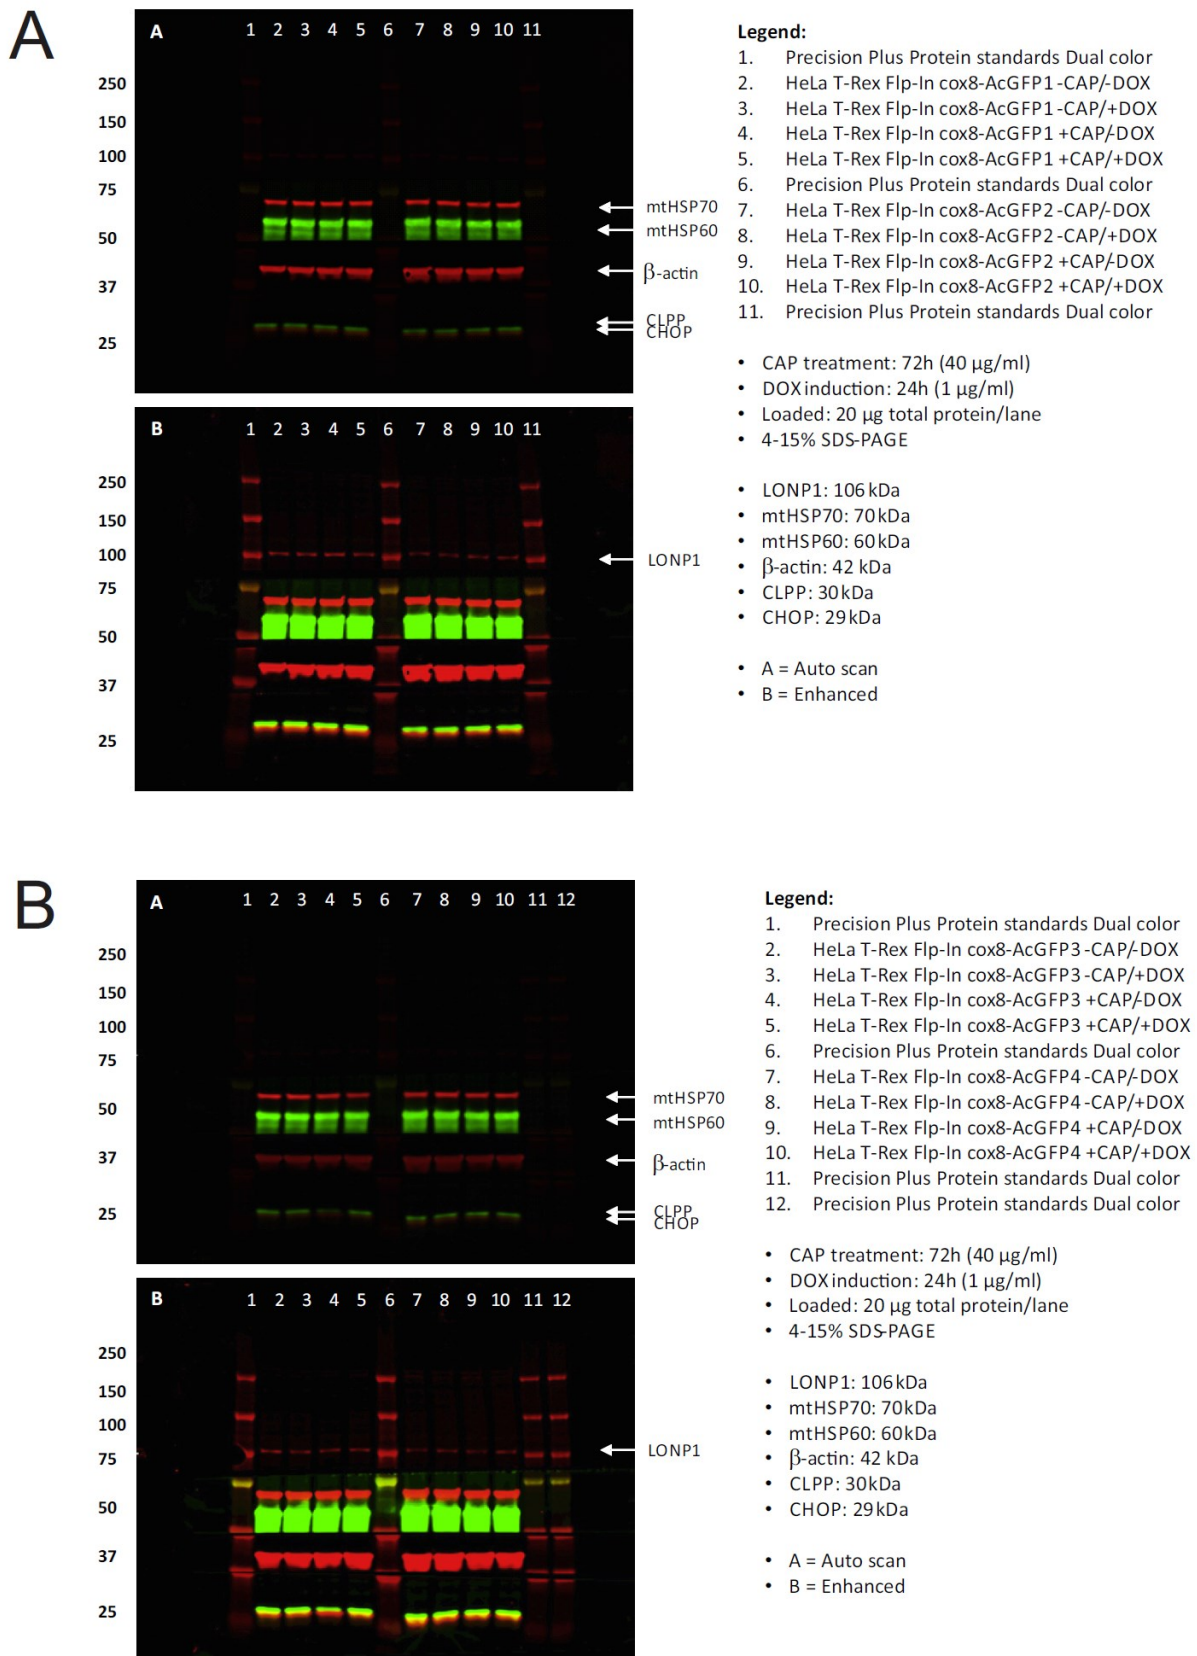 A
A 1 2 3 4 5 6 7 8 9 10 11
250
150
100
75
50
37
25
mtHSP70
mtHSP60
β-actin
CLPP
CHOP
B 1 2 3 4 5 6 7 8 9 10 11
250
150
100
75
50
37
25
LONP1
Legend:
1. Precision Plus Protein standards Dual color
2. HeLa T-Rex Flp-In cox8-AcGFP1 -CAP/-DOX
3. HeLa T-Rex Flp-In cox8-AcGFP1 -CAP/+DOX
4. HeLa T-Rex Flp-In cox8-AcGFP1 +CAP/-DOX
5. HeLa T-Rex Flp-In cox8-AcGFP1 +CAP/+DOX
6. Precision Plus Protein standards Dual color
7. HeLa T-Rex Flp-In cox8-AcGFP2 -CAP/-DOX
8. HeLa T-Rex Flp-In cox8-AcGFP2 -CAP/+DOX
9. HeLa T-Rex Flp-In cox8-AcGFP2 +CAP/-DOX
10. HeLa T-Rex Flp-In cox8-AcGFP2 +CAP/+DOX
11. Precision Plus Protein standards Dual color
• CAP treatment: 72h (40 µg/ml)
• DOX induction: 24h (1 µg/ml)
• Loaded: 20 µg total protein/lane
• 4-15% SDS-PAGE
• LONP1: 106 kDa
• mtHSP70: 70 kDa
• mtHSP60: 60 kDa
• β-actin: 42 kDa
• CLPP: 30 kDa
• CHOP: 29 kDa
• A = Auto scan
• B = Enhanced
B
A 1 2 3 4 5 6 7 8 9 10 11 12
250
150
100
75
50
37
25
mtHSP70
mtHSP60
β-actin
CLPP
CHOP
B 1 2 3 4 5 6 7 8 9 10 11 12
250
150
100
75
50
37
25
LONP1
Legend:
1. Precision Plus Protein standards Dual color
2. HeLa T-Rex Flp-In cox8-AcGFP3 -CAP/-DOX
3. HeLa T-Rex Flp-In cox8-AcGFP3 -CAP/+DOX
4. HeLa T-Rex Flp-In cox8-AcGFP3 +CAP/-DOX
5. HeLa T-Rex Flp-In cox8-AcGFP3 +CAP/+DOX
6. Precision Plus Protein standards Dual color
7. HeLa T-Rex Flp-In cox8-AcGFP4 -CAP/-DOX
8. HeLa T-Rex Flp-In cox8-AcGFP4 -CAP/+DOX
9. HeLa T-Rex Flp-In cox8-AcGFP4 +CAP/-DOX
10. HeLa T-Rex Flp-In cox8-AcGFP4 +CAP/+DOX
11. Precision Plus Protein standards Dual color
12. Precision Plus Protein standards Dual color
• CAP treatment: 72h (40 µg/ml)
• DOX induction: 24h (1 µg/ml)
• Loaded: 20 µg total protein/lane
• 4-15% SDS-PAGE
• LONP1: 106 kDa
• mtHSP70: 70 kDa
• mtHSP60: 60 kDa
• β-actin: 42 kDa
• CLPP: 30 kDa
• CHOP: 29 kDa
• A = Auto scan
• B = Enhanced